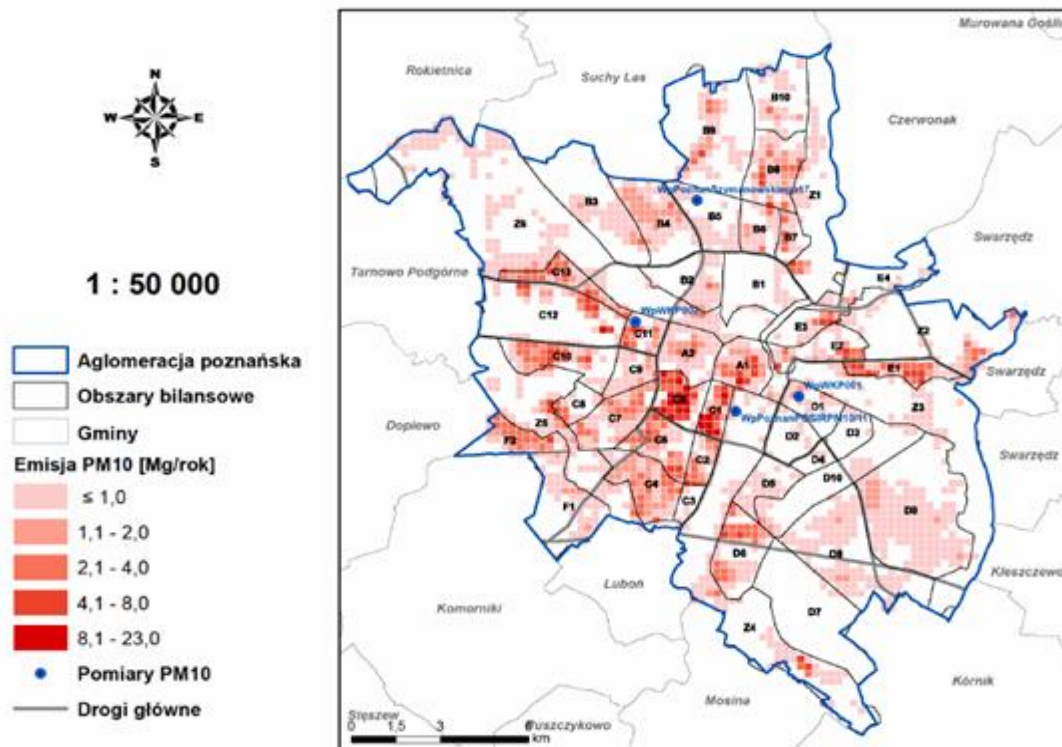 N
W E
S
1 : 50 000
Aglomeracja poznańska
Obszary bilansowe
Gminy
Emisja PM10 [Mg/rok]
≤ 1,0
1,1 - 2,0
2,1 - 4,0
4,1 - 8,0
8,1 - 23,0
Pomiary PM10
Drogi główne
Murowana Goślin
Rokietnica
Suchy Las
Czerwonak
B10
B9
Z1
B3
B4
B5
B6
B7
Swarzędz
Tarnowo Podgórne
C13
B2
B1
E4
C12
C11
E3
Z2
A2
E2
C10
C9
A1
E1
Swarzędz
C8
C7
C1
WpWKP001
D1
Z3
Dopiewo
Z5
F2
C6
D2
D3
Swarzędz
C2
D4
C4
D5
D10
C3
F1
D9
D6
D8
Kleszczewo
Luboń
Komorniki
D7
Z4
Kórnik
Mosina
Stęszew
Puszczykowo
0 1,5 3 6
km